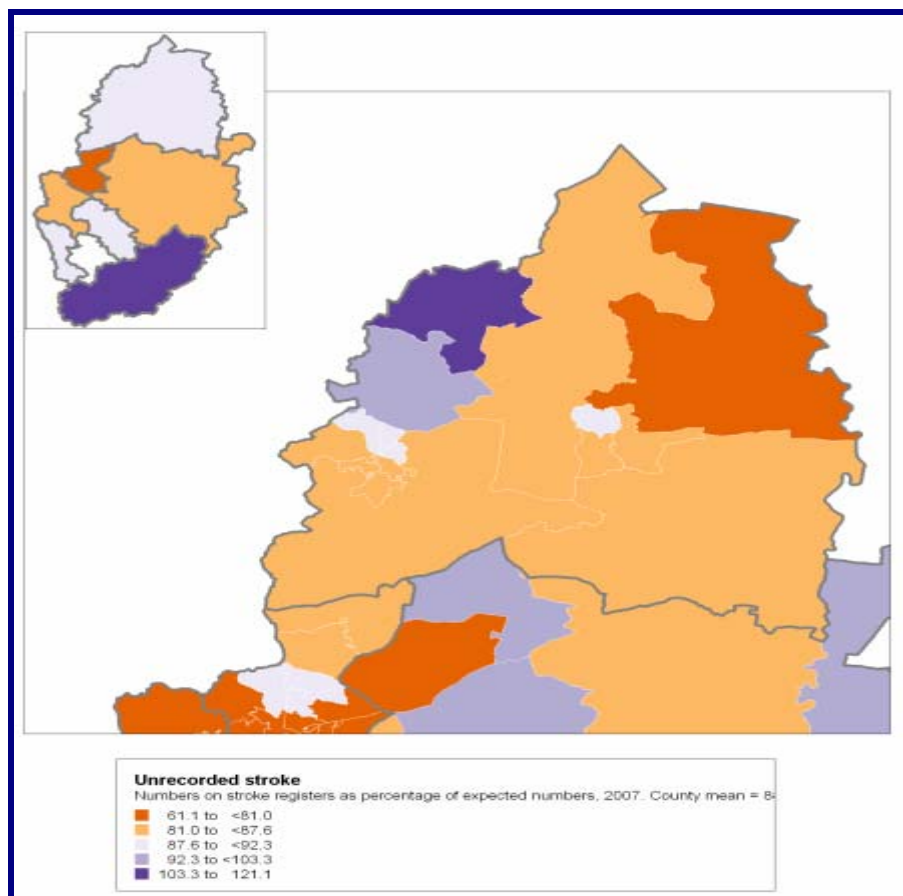 Unrecorded stroke
Numbers on stroke registers as percentage of expected numbers, 2007. County mean = 8
61.1 to <81.0
81.0 to <87.6
87.6 to <92.3
92.3 to <103.3
103.3 to 121.1